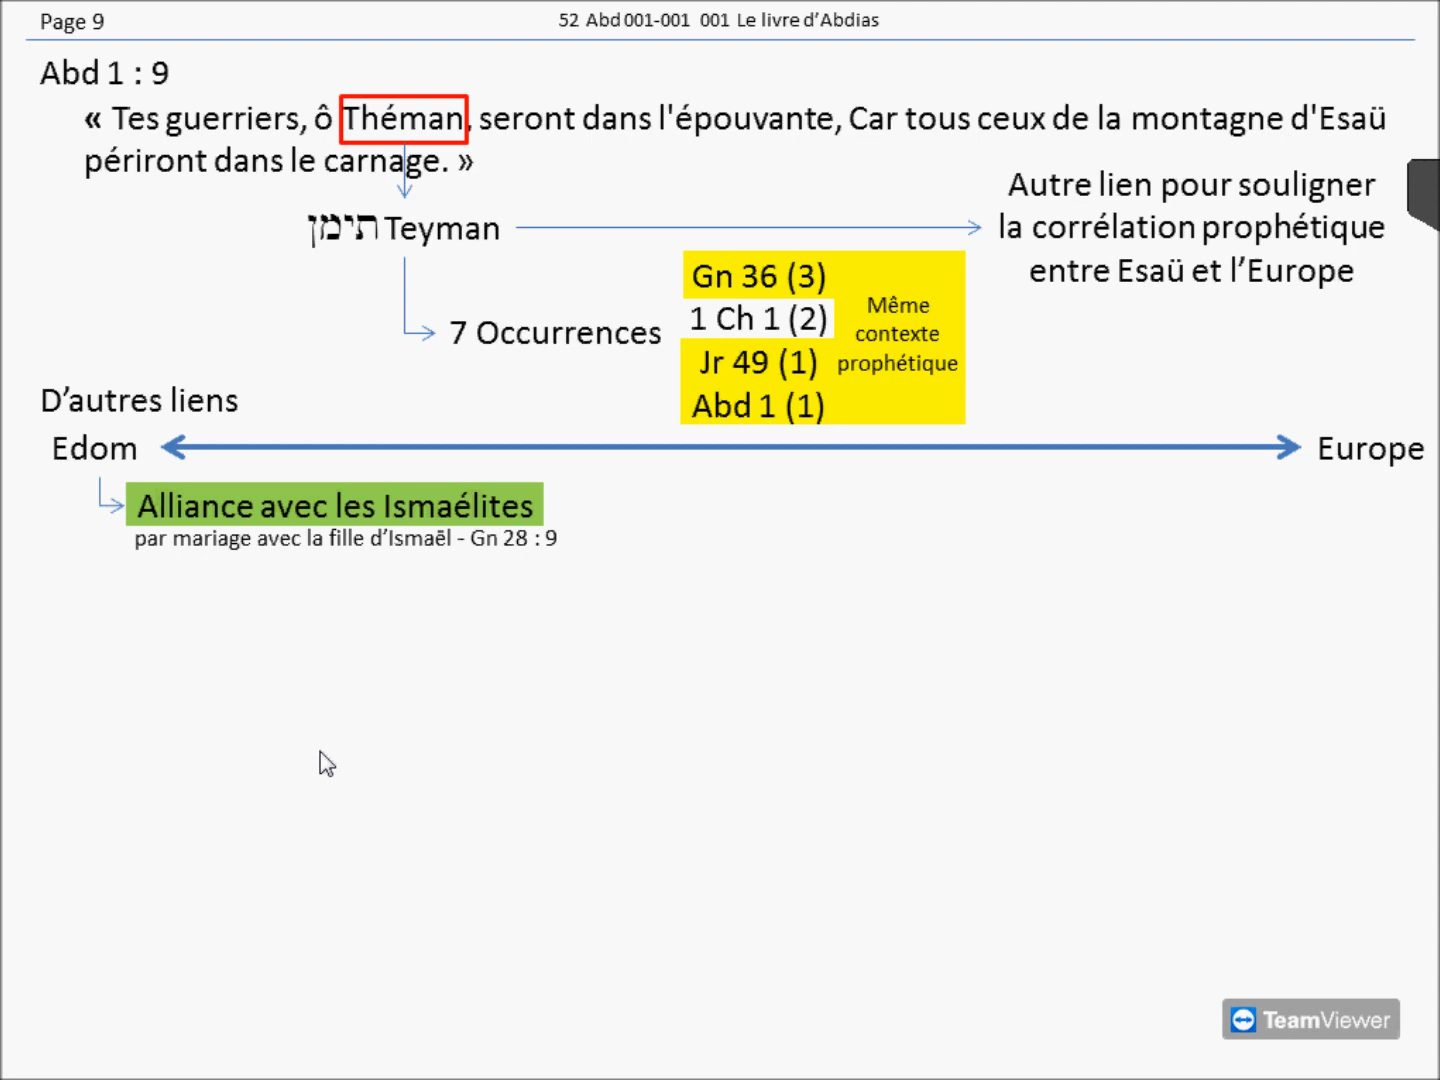 Page 9
52 Abd 001-001 001 Le livre d’Abdias
Abd 1 : 9
« Tes guerriers, ô Théman, seront dans l'épouvante, Car tous ceux de la montagne d'Esaü
périront dans le carnage. »
תימן Teyman
Autre lien pour souligner
la corrélation prophétique
entre Esaü et l’Europe
7 Occurrences
Gn 36 (3)
1 Ch 1 (2)
Jr 49 (1)
Abd 1 (1)
Même
contexte
prophétique
D’autres liens
Edom
Europe
Alliance avec les Ismaélites
par mariage avec la fille d’Ismaël - Gn 28 : 9
TeamViewer